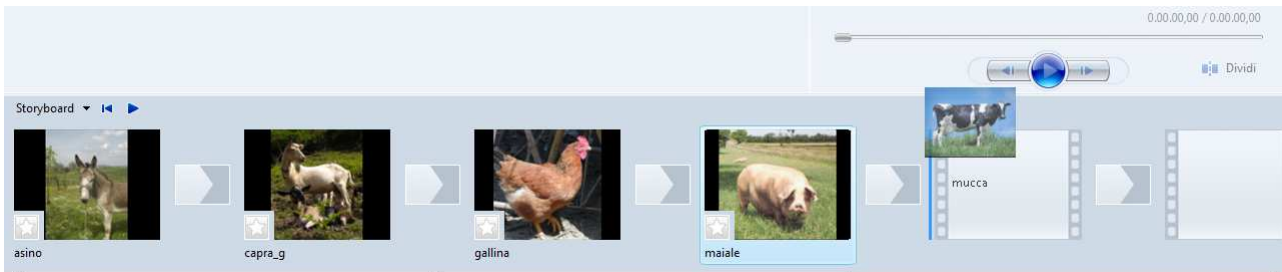 0.00.00,00 / 0.00.00,00
Dividi
Storyboard
mucca
asino
capra_g
gallina
maiale